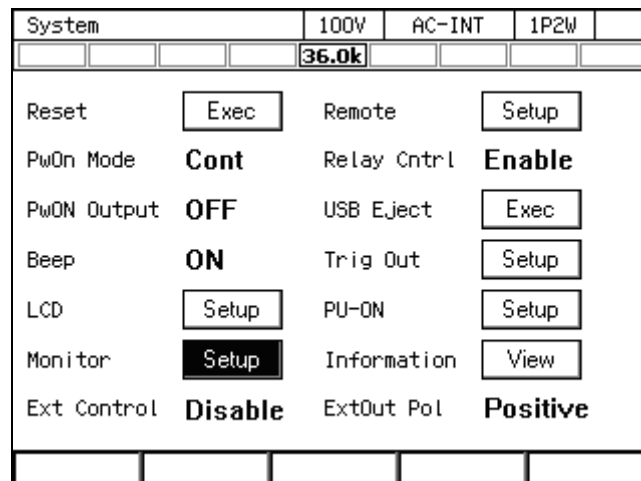 System 100V AC-INT 1P2W
36.0k
Reset Exec Remote Setup
PwOn Mode Cont Relay Cntrl Enable
PwON Output OFF USB Eject Exec
Beep ON Trig Out Setup
LCD Setup PU-ON Setup
Monitor Setup Information View
Ext Control Disable ExtOut Pol Positive